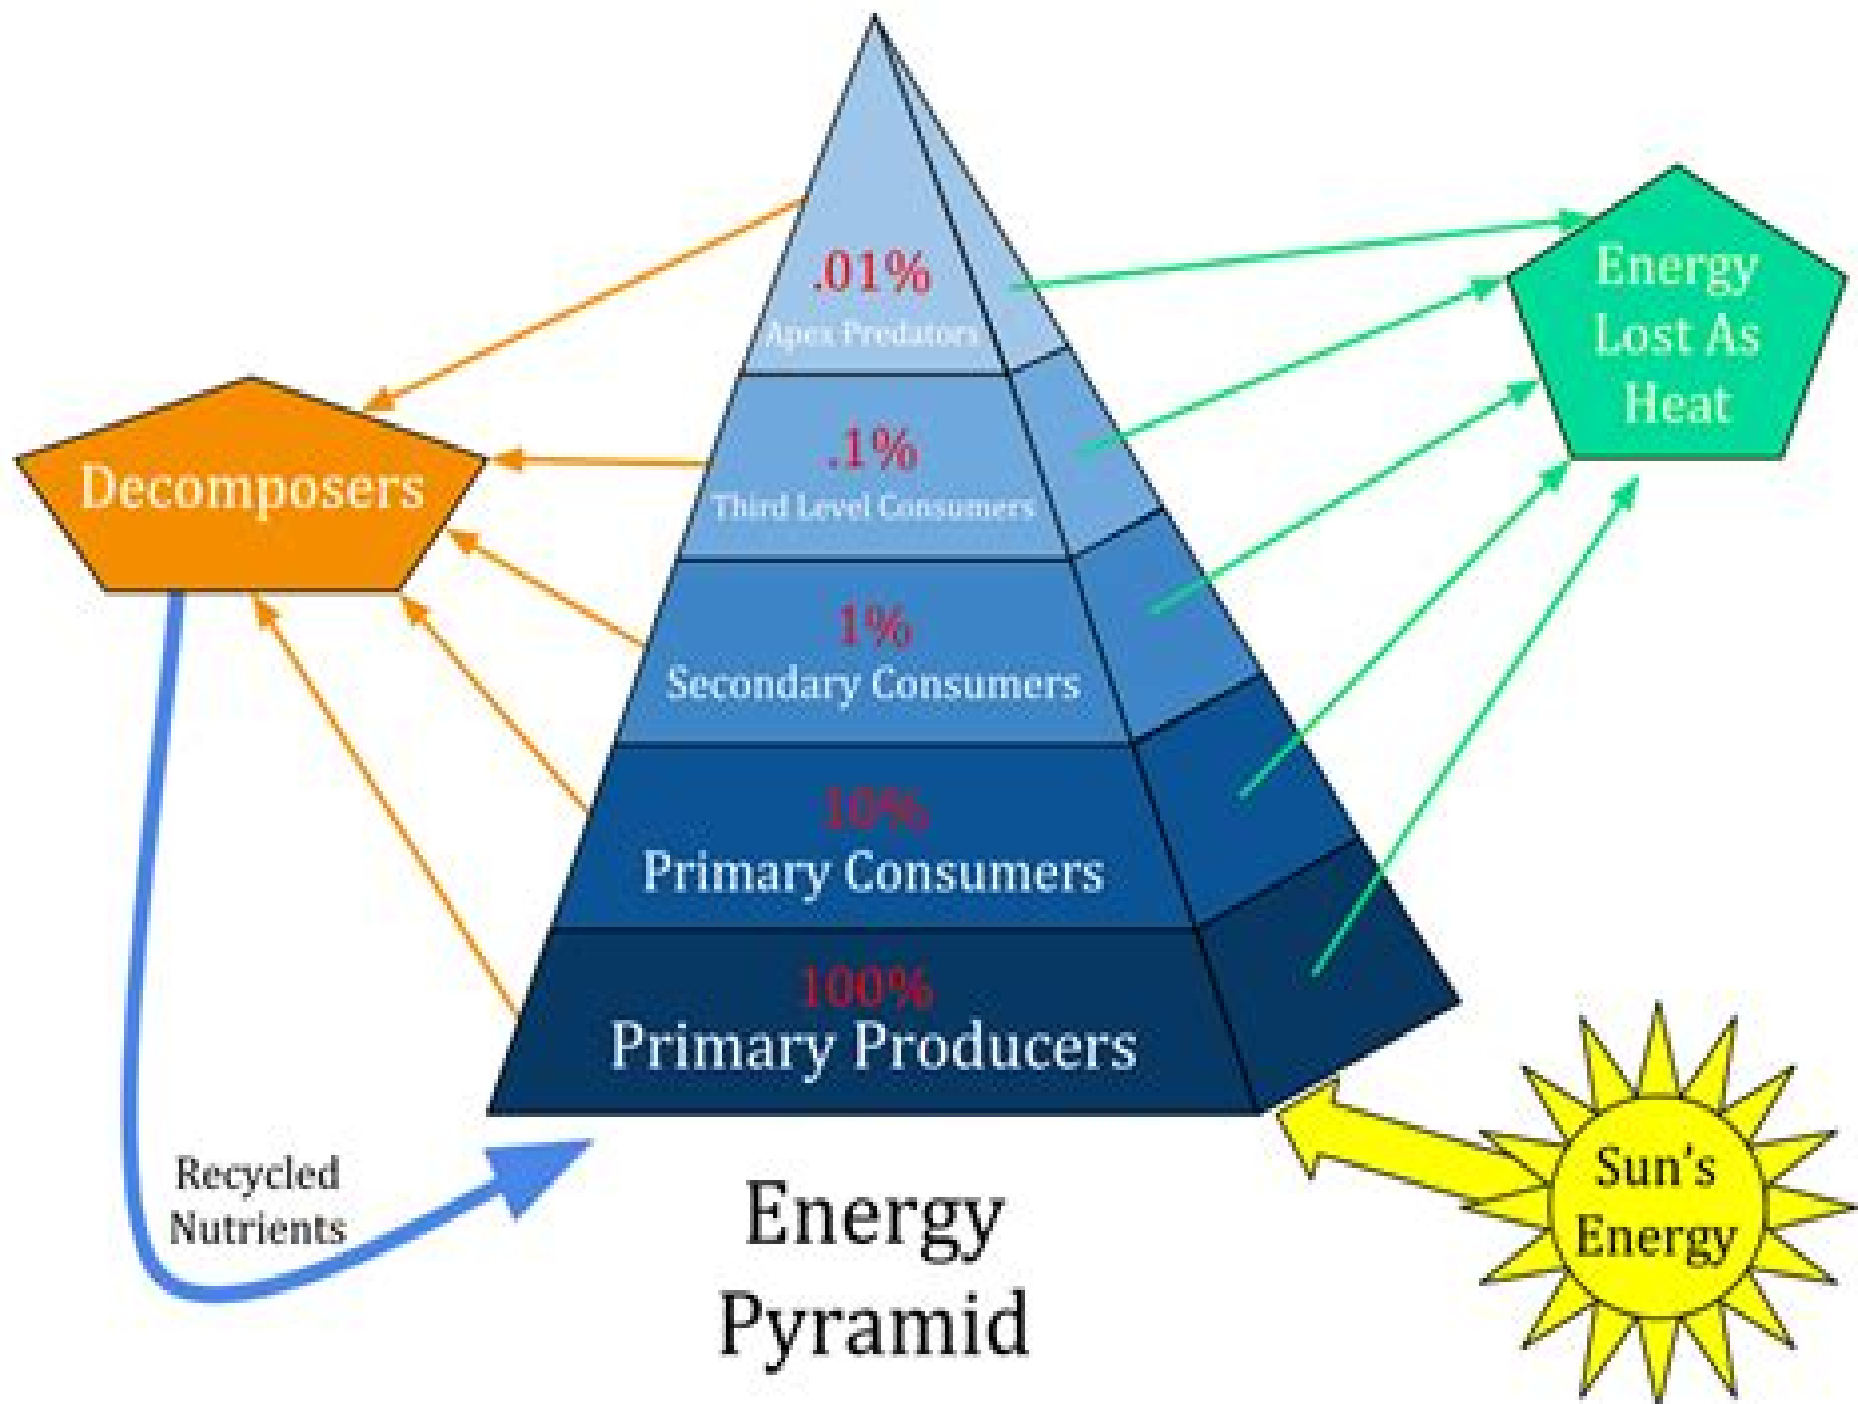 .01%
Apex Predators
.1%
Third Level Consumers
1%
Secondary Consumers
10%
Primary Consumers
100%
Primary Producers
Decomposers
Energy
Lost As
Heat
Recycled
Nutrients
Sun's
Energy
Energy
Pyramid